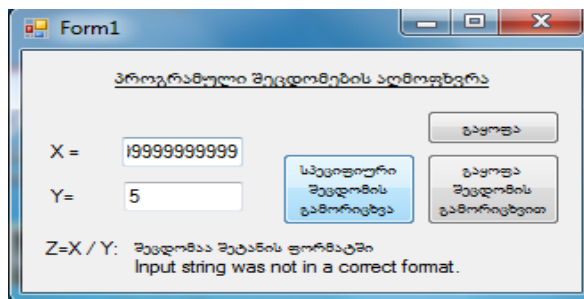 Form1
პროგრამული შეცდომების აღმოფხვრა
გაყოფა
X = 99999999999
Y= 5
სპეციფიური
შეცდომის
გამორიცხვა
გაყოფა
შეცდომის
გამორიცხვით
Z=X / Y: შეცდომაა შეტანის ფორმატში
Input string was not in a correct format.